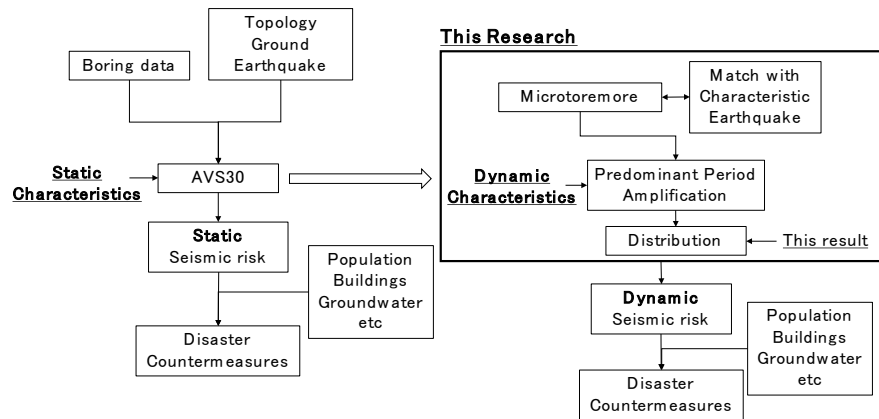 Boring data
Topology
Ground
Earthquake
Static
Characteristics
AVS30
Static
Seismic risk
Population
Buildings
Groundwater
etc
Disaster
Countermeasures
This Research
Microtoremore
Match with
Characteristic
Earthquake
Dynamic
Characteristics
Predominant Period
Amplification
Distribution
This result
Dynamic
Seismic risk
Population
Buildings
Groundwater
etc
Disaster
Countermeasures